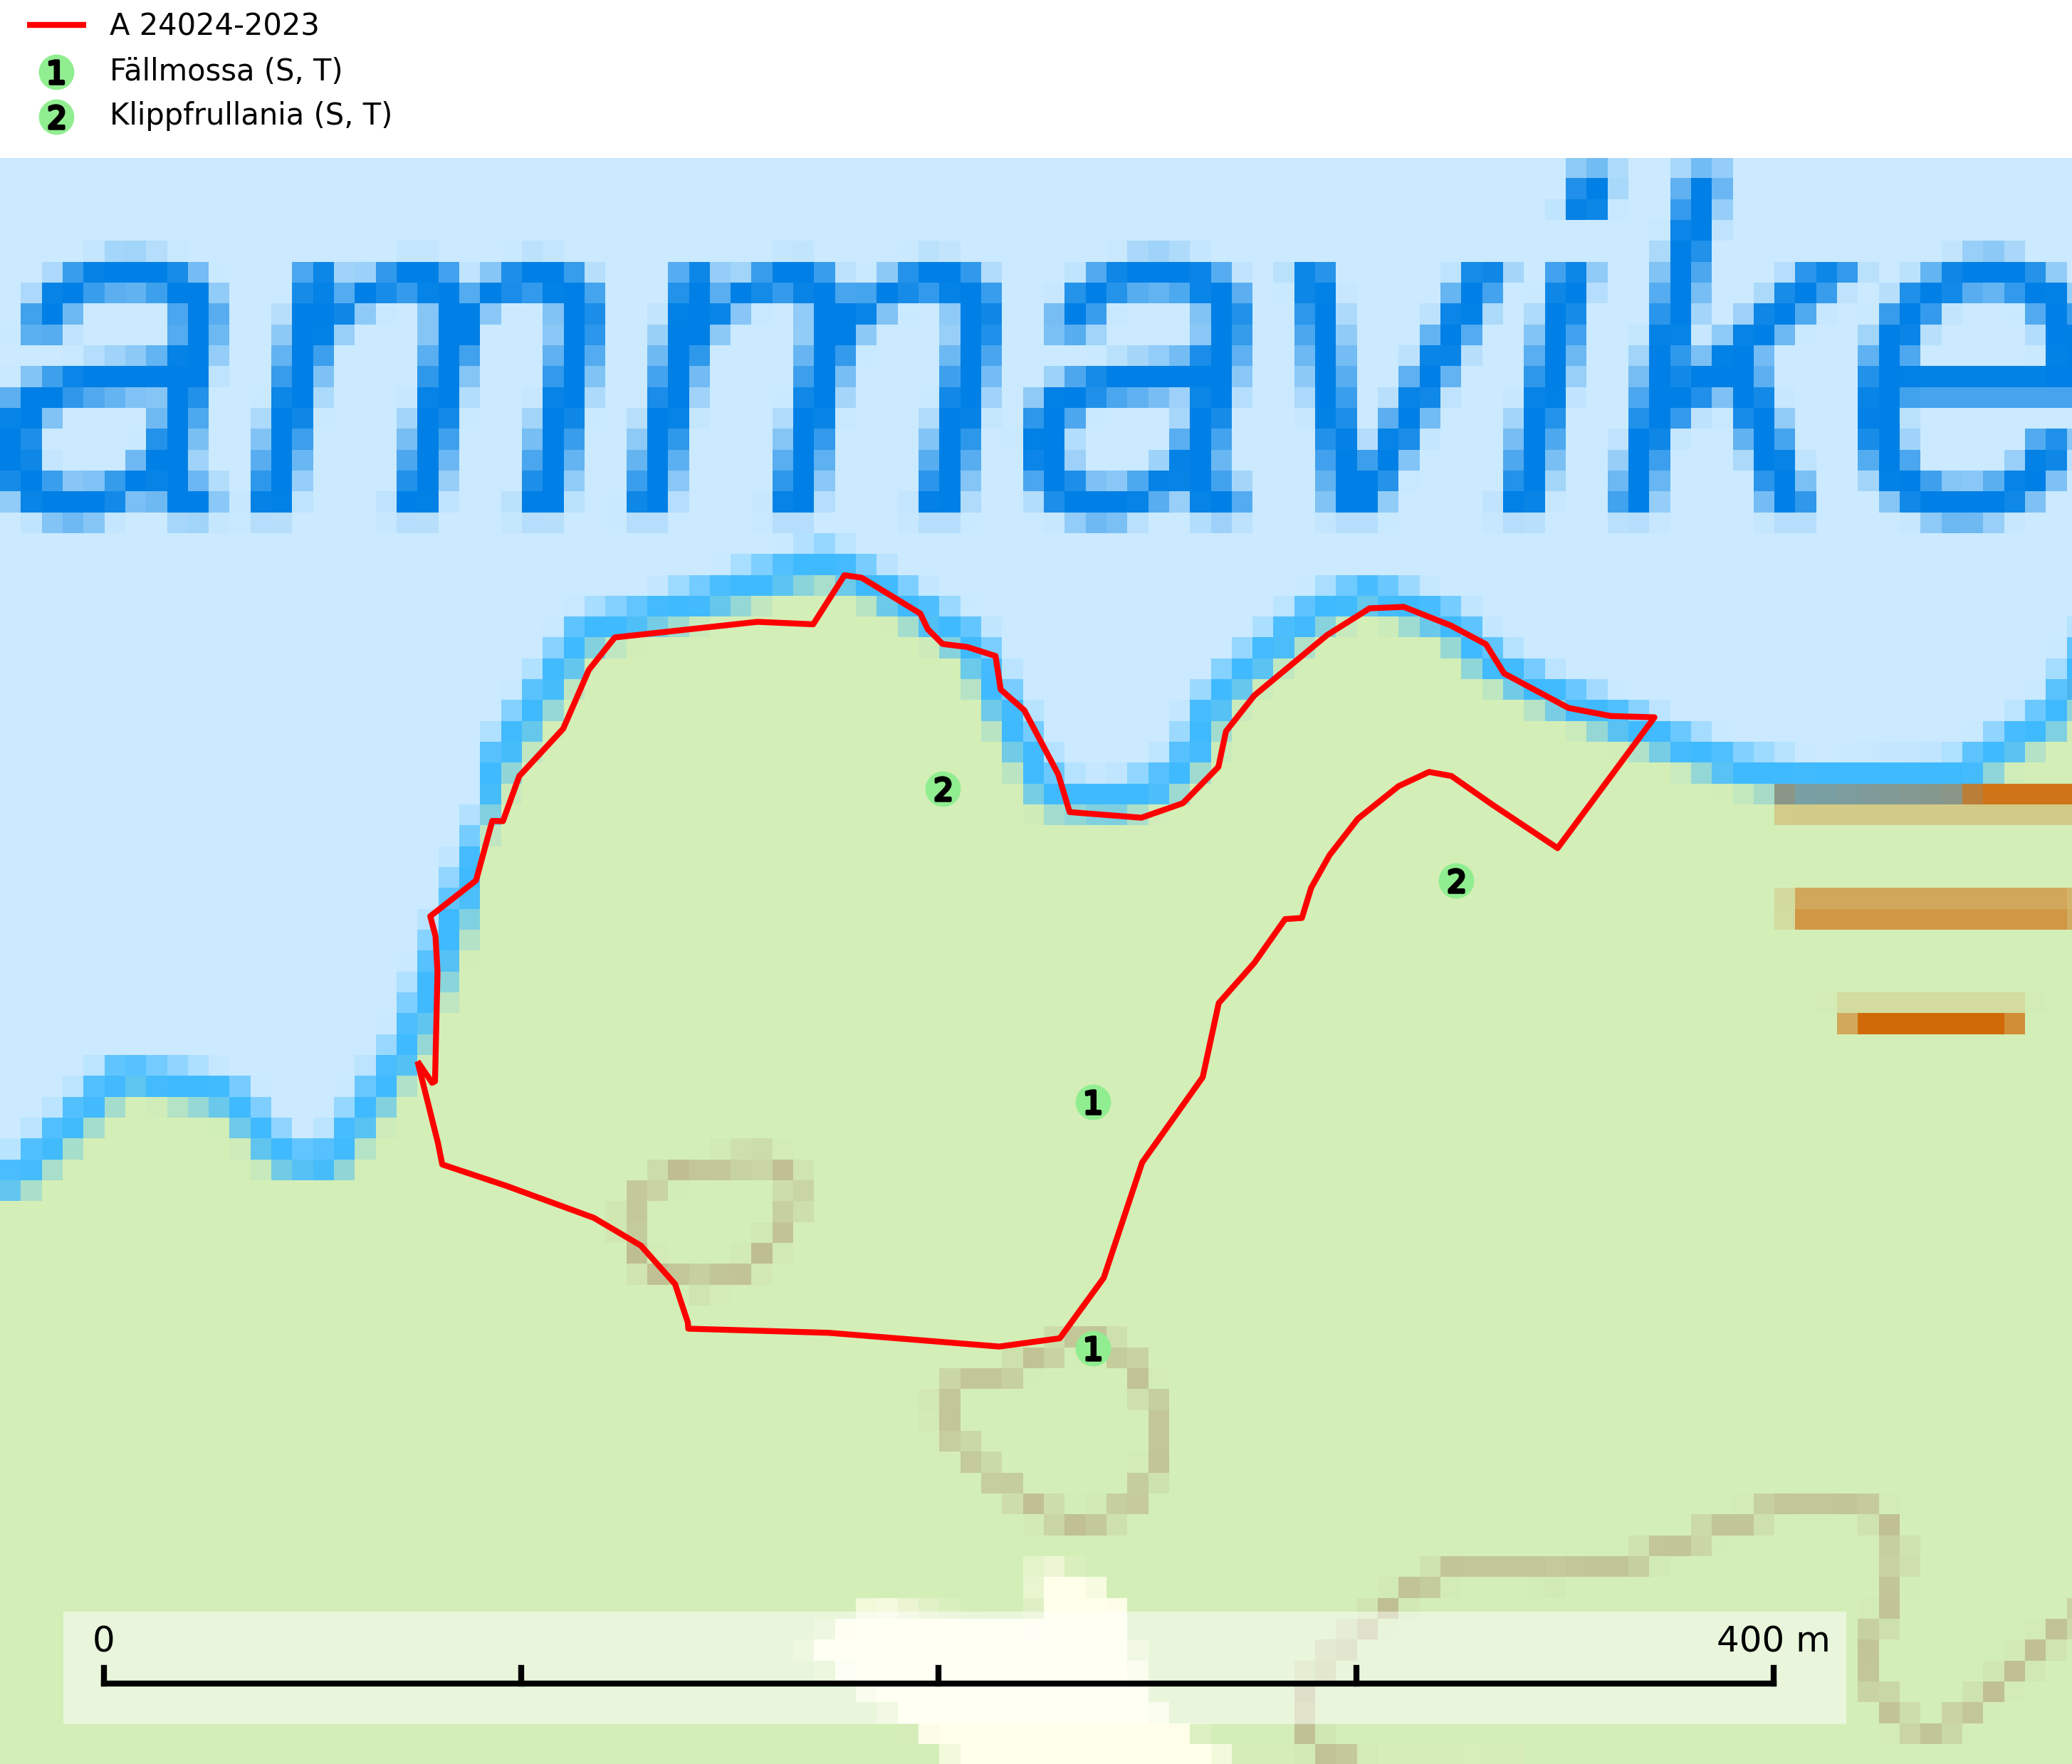 A 24024-2023
1 Fällmossa (S, T)
2 Klippfrullania (S, T)
ammavike
2
2
1
1
0 400 m